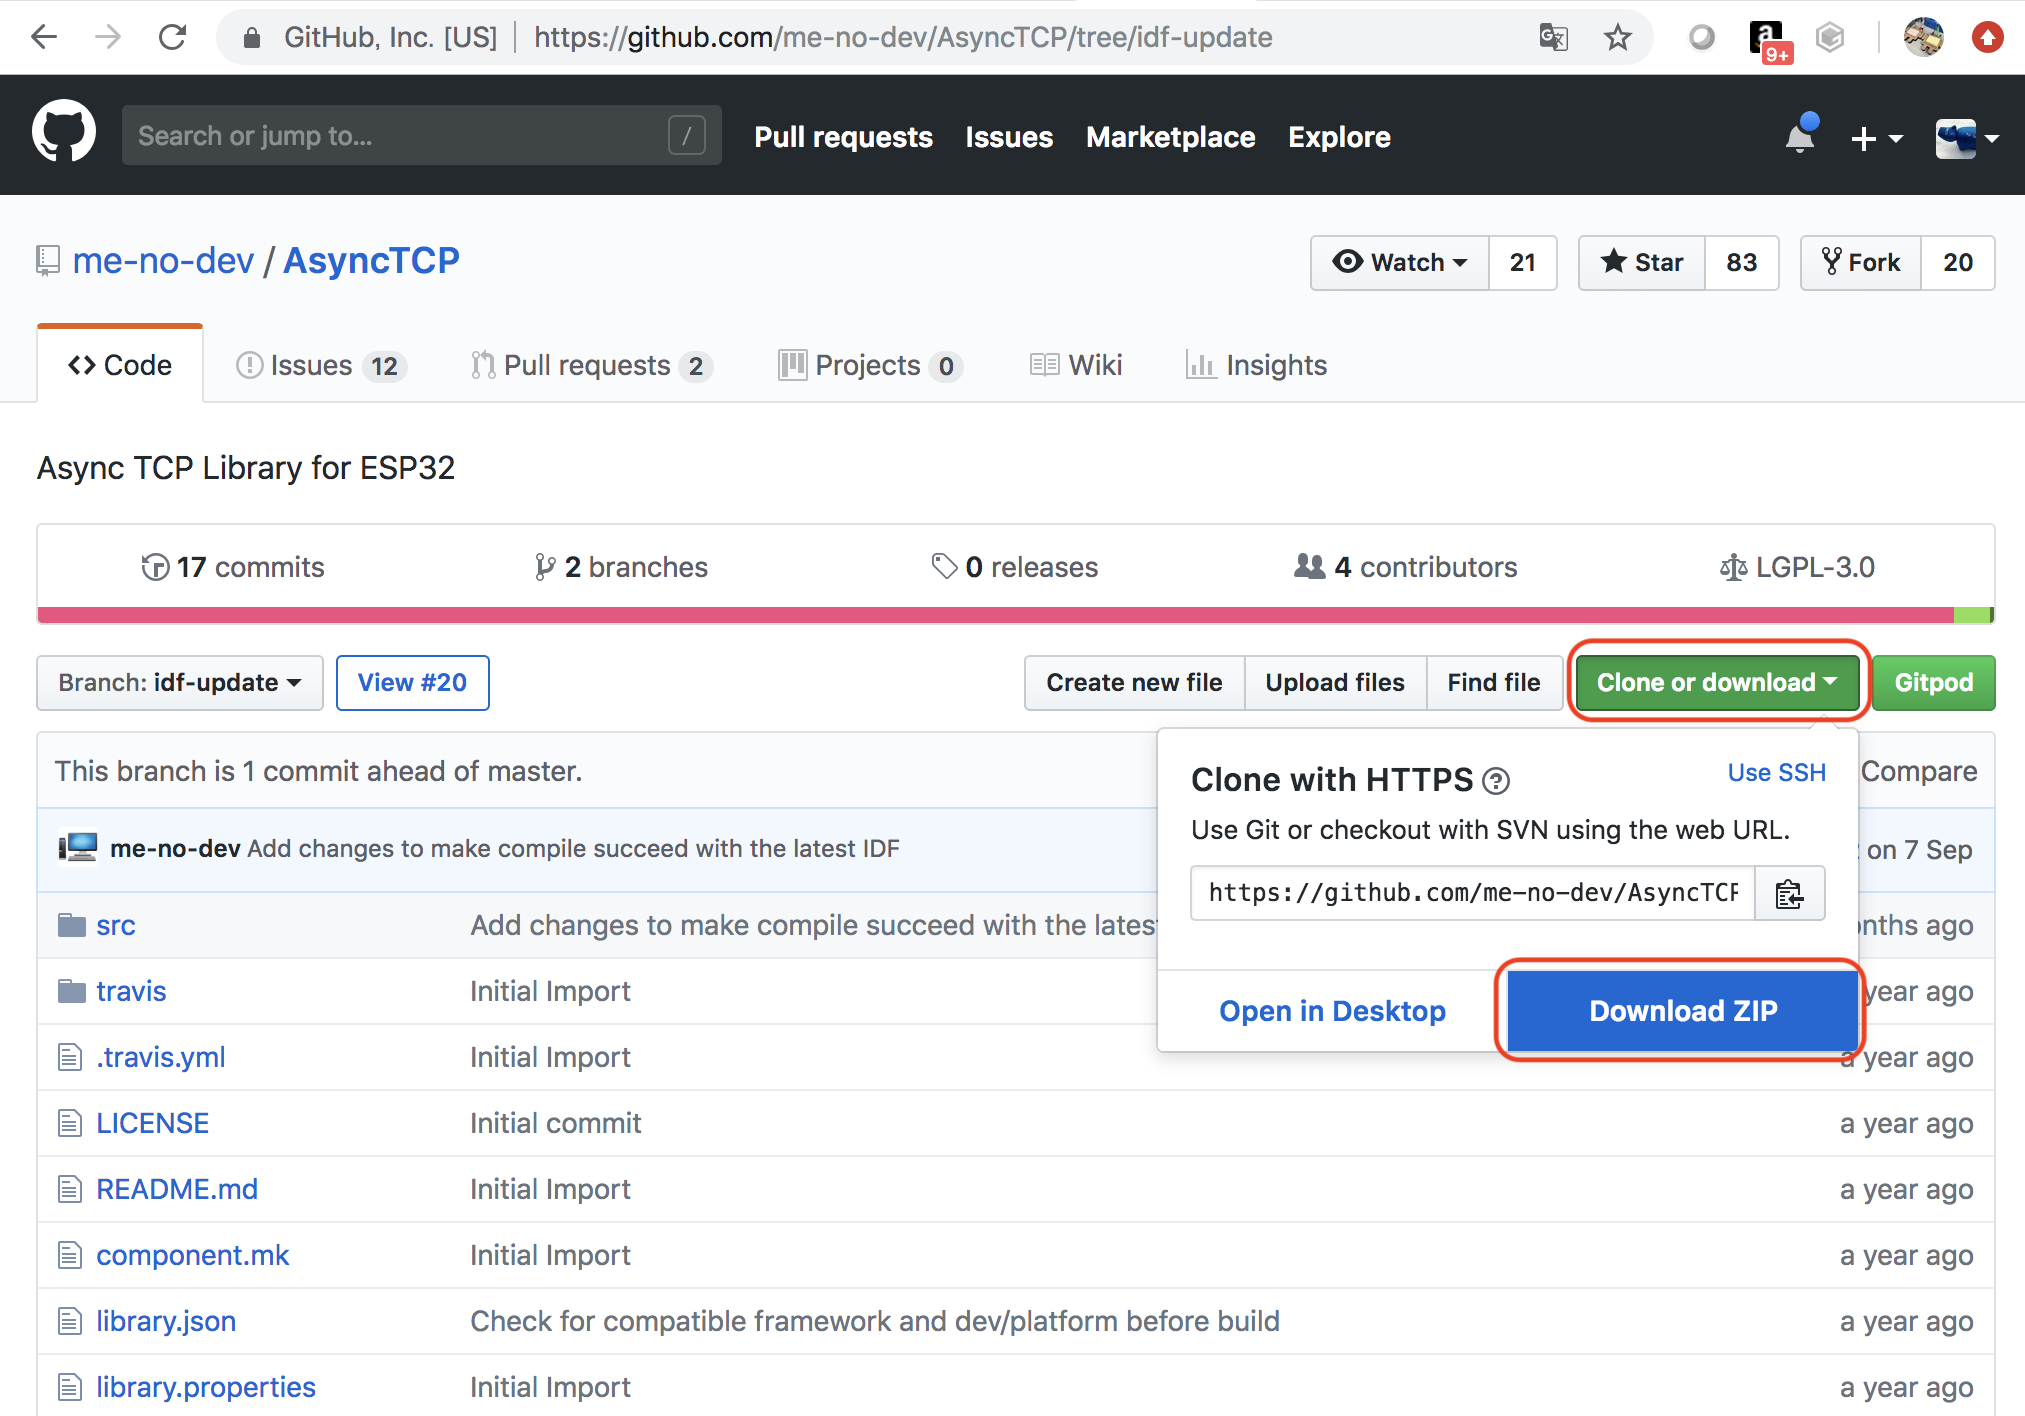 GitHub, Inc. [US] https://github.com/me-no-dev/AsyncTCP/tree/idf-update
a 9+
Search or jump to... / Pull requests Issues Marketplace Explore
me-no-dev / AsyncTCP Watch 21 Star 83 Fork 20
Code Issues 12 Pull requests 2 Projects 0 Wiki Insights
Async TCP Library for ESP32
17 commits 2 branches 0 releases 4 contributors LGPL-3.0
Branch: idf-update View #20 Create new file Upload files Find file Clone or download Gitpod
This branch is 1 commit ahead of master. Compare
Clone with HTTPS ? Use SSH
Use Git or checkout with SVN using the web URL.
me-no-dev Add changes to make compile succeed with the latest IDF on 7 Sep
https://github.com/me-no-dev/AsyncTCP
src Add changes to make compile succeed with the ago
travis Initial Import year ago
Open in Desktop Download ZIP
.travis.yml Initial Import a year ago
LICENSE Initial commit a year ago
README.md Initial Import a year ago
component.mk Initial Import a year ago
library.json Check for compatible framework and dev/platform before build a year ago
library.properties Initial Import a year ago